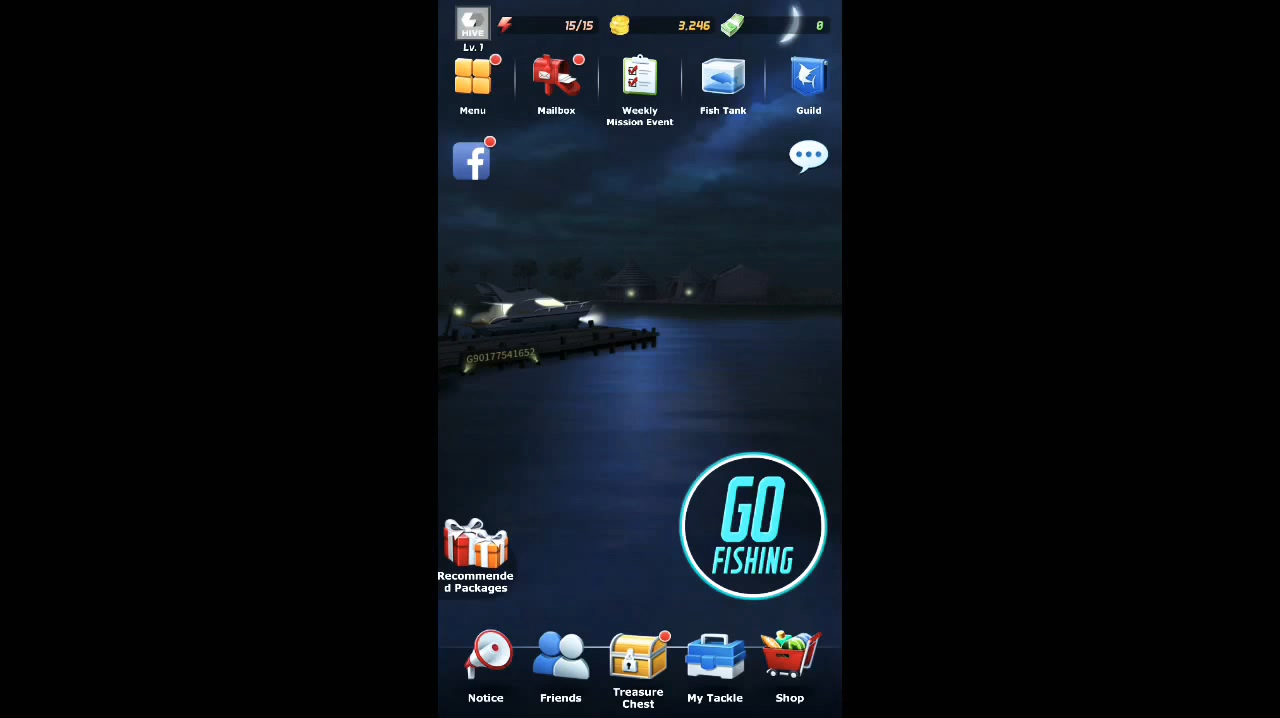 HIVE
15/15
3,246
0
Lv. 1
Menu
Mailbox
Weekly
Mission Event
Fish Tank
Guild
f
G90177541652
GO
FISHING
Recommende
d Packages
Notice
Friends
Treasure
Chest
My Tackle
Shop